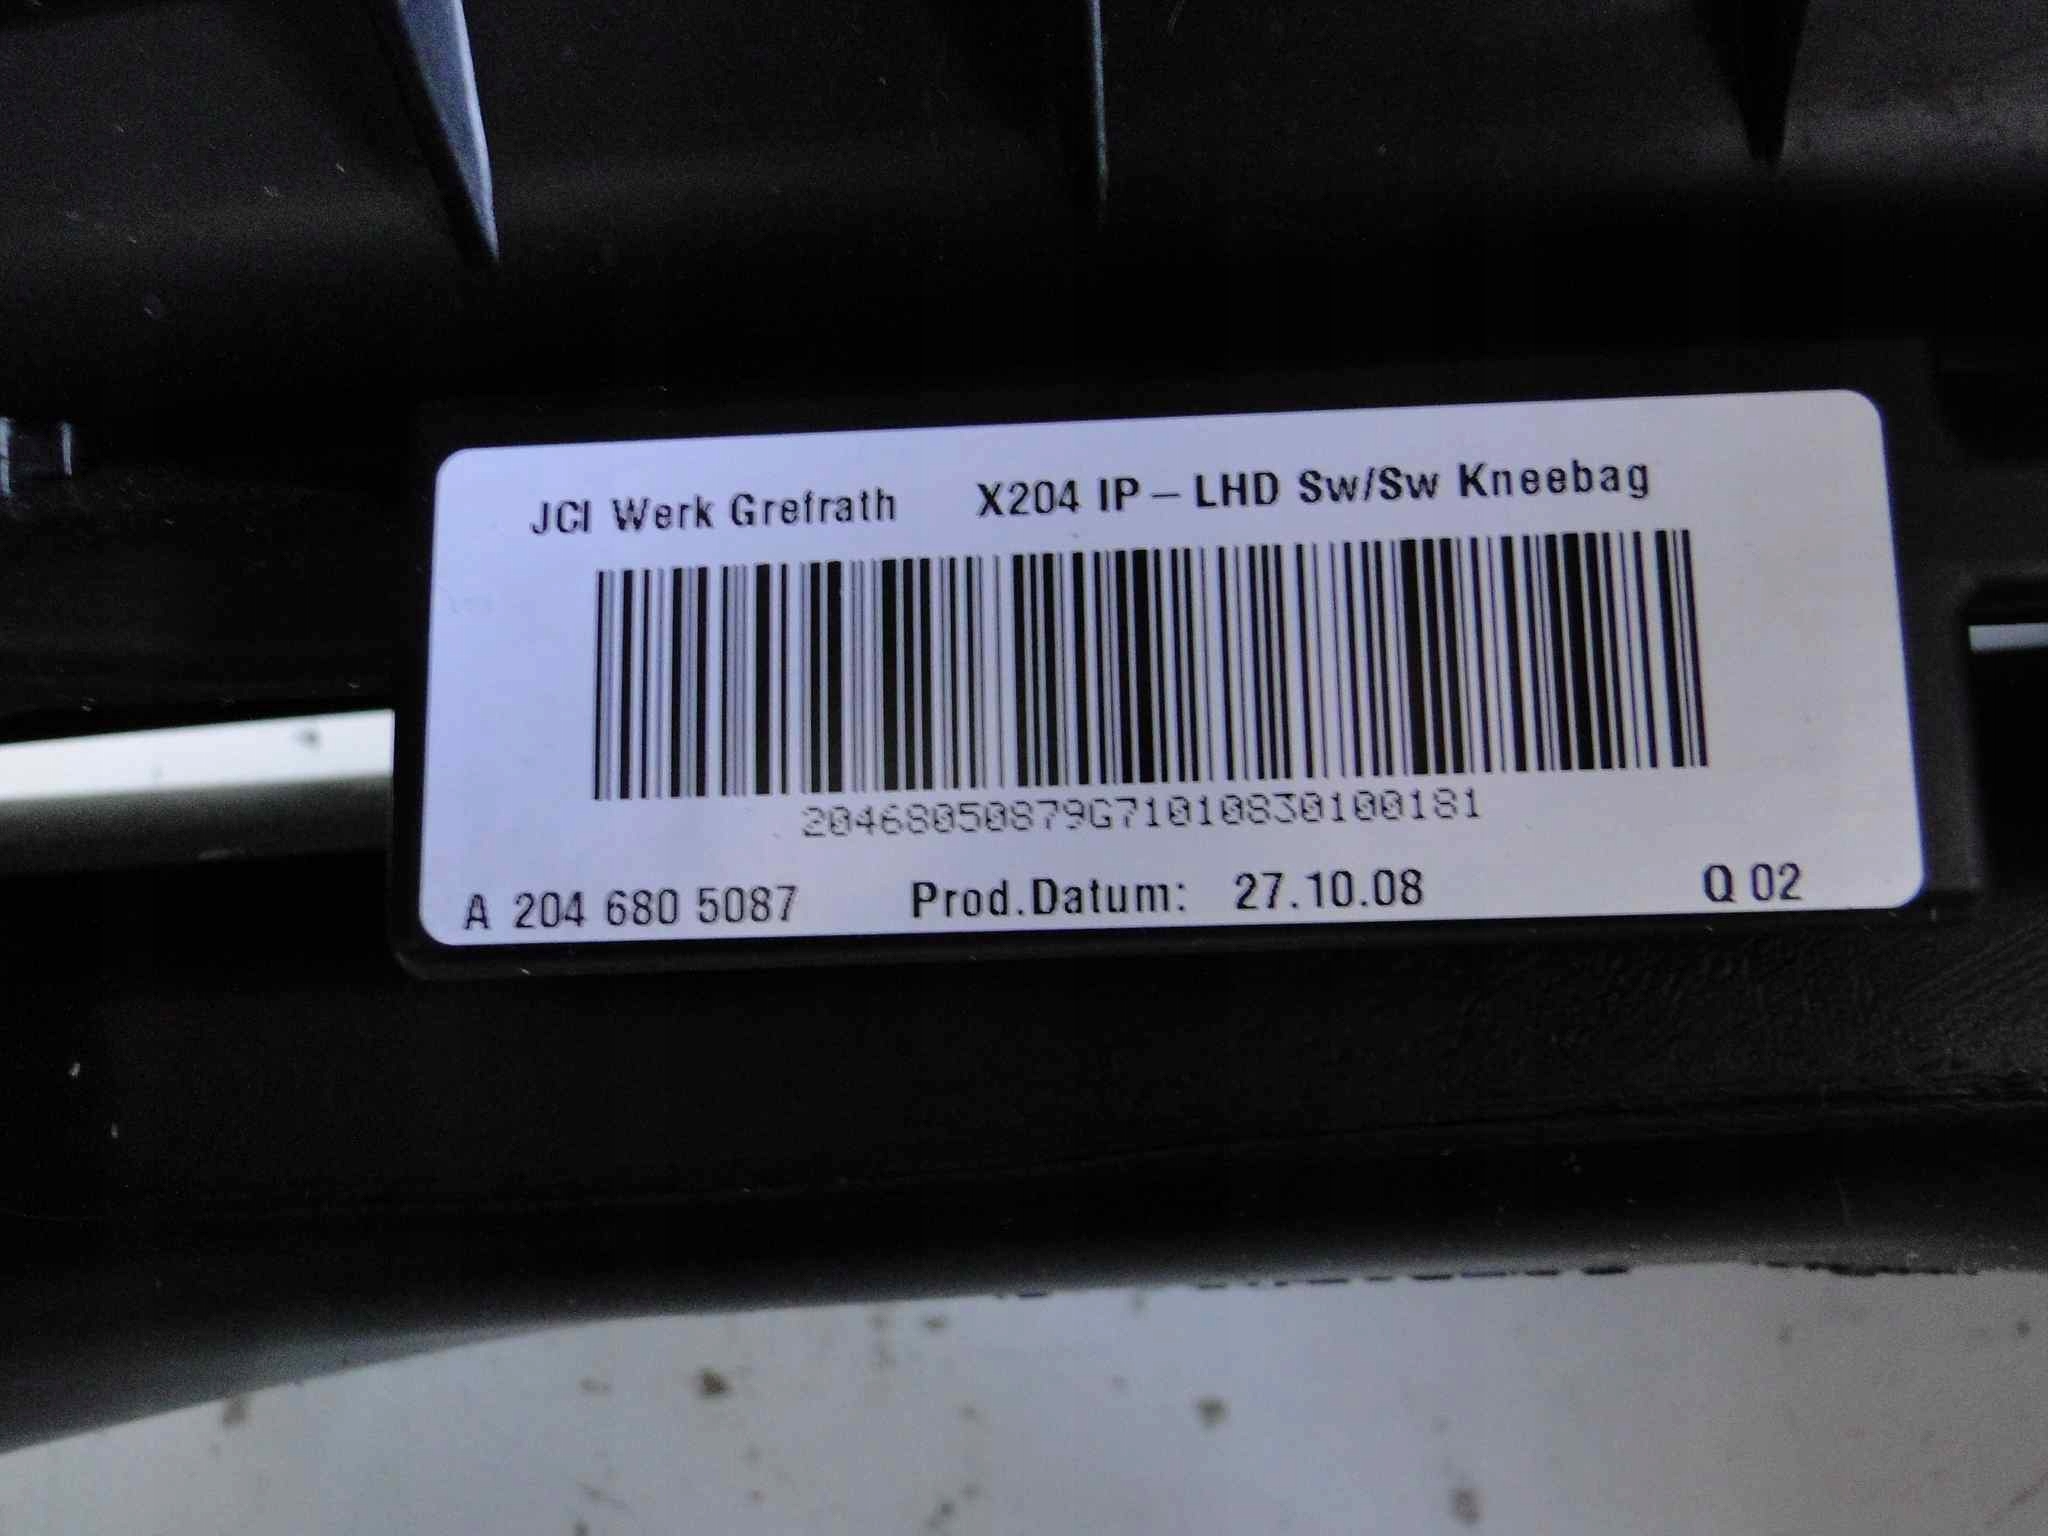 JCI Werk Grefrath X204 IP – LHD Sw/Sw Kneebag
20468050879G71010830100181
A 204 680 5087 Prod.Datum: 27.10.08 Q 02